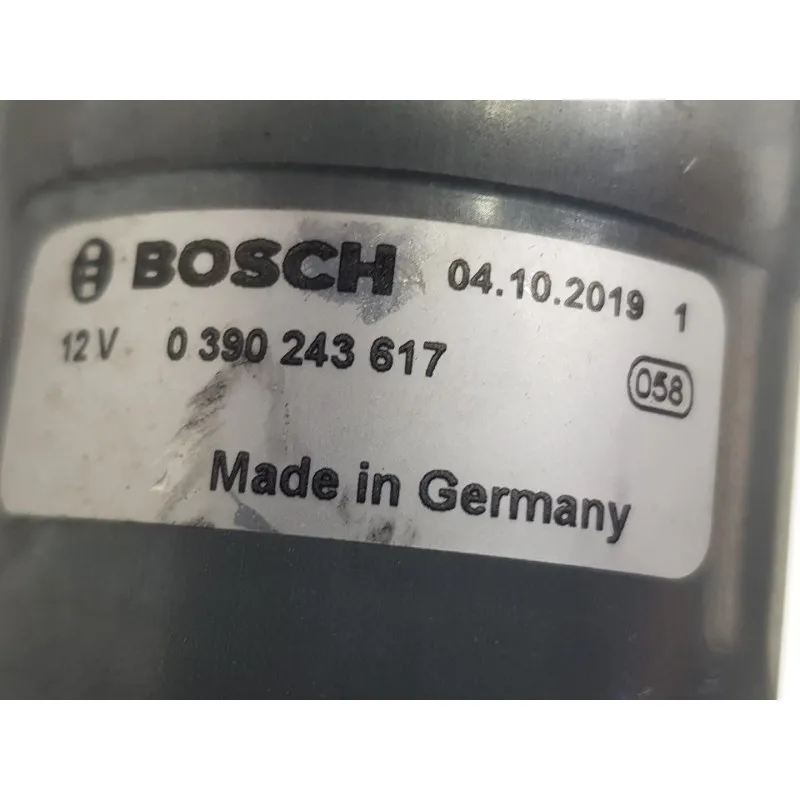 BOSCH 04.10.2019 1
12 V 0 390 243 617
058
Made in Germany